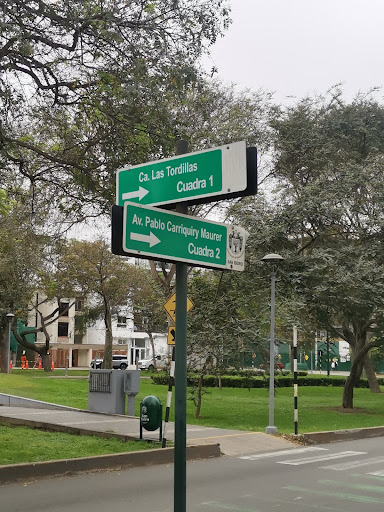 Ca. Las Tordillas
Cuadra 1
Av. Pablo Carriquiry Maurer
Cuadra 2